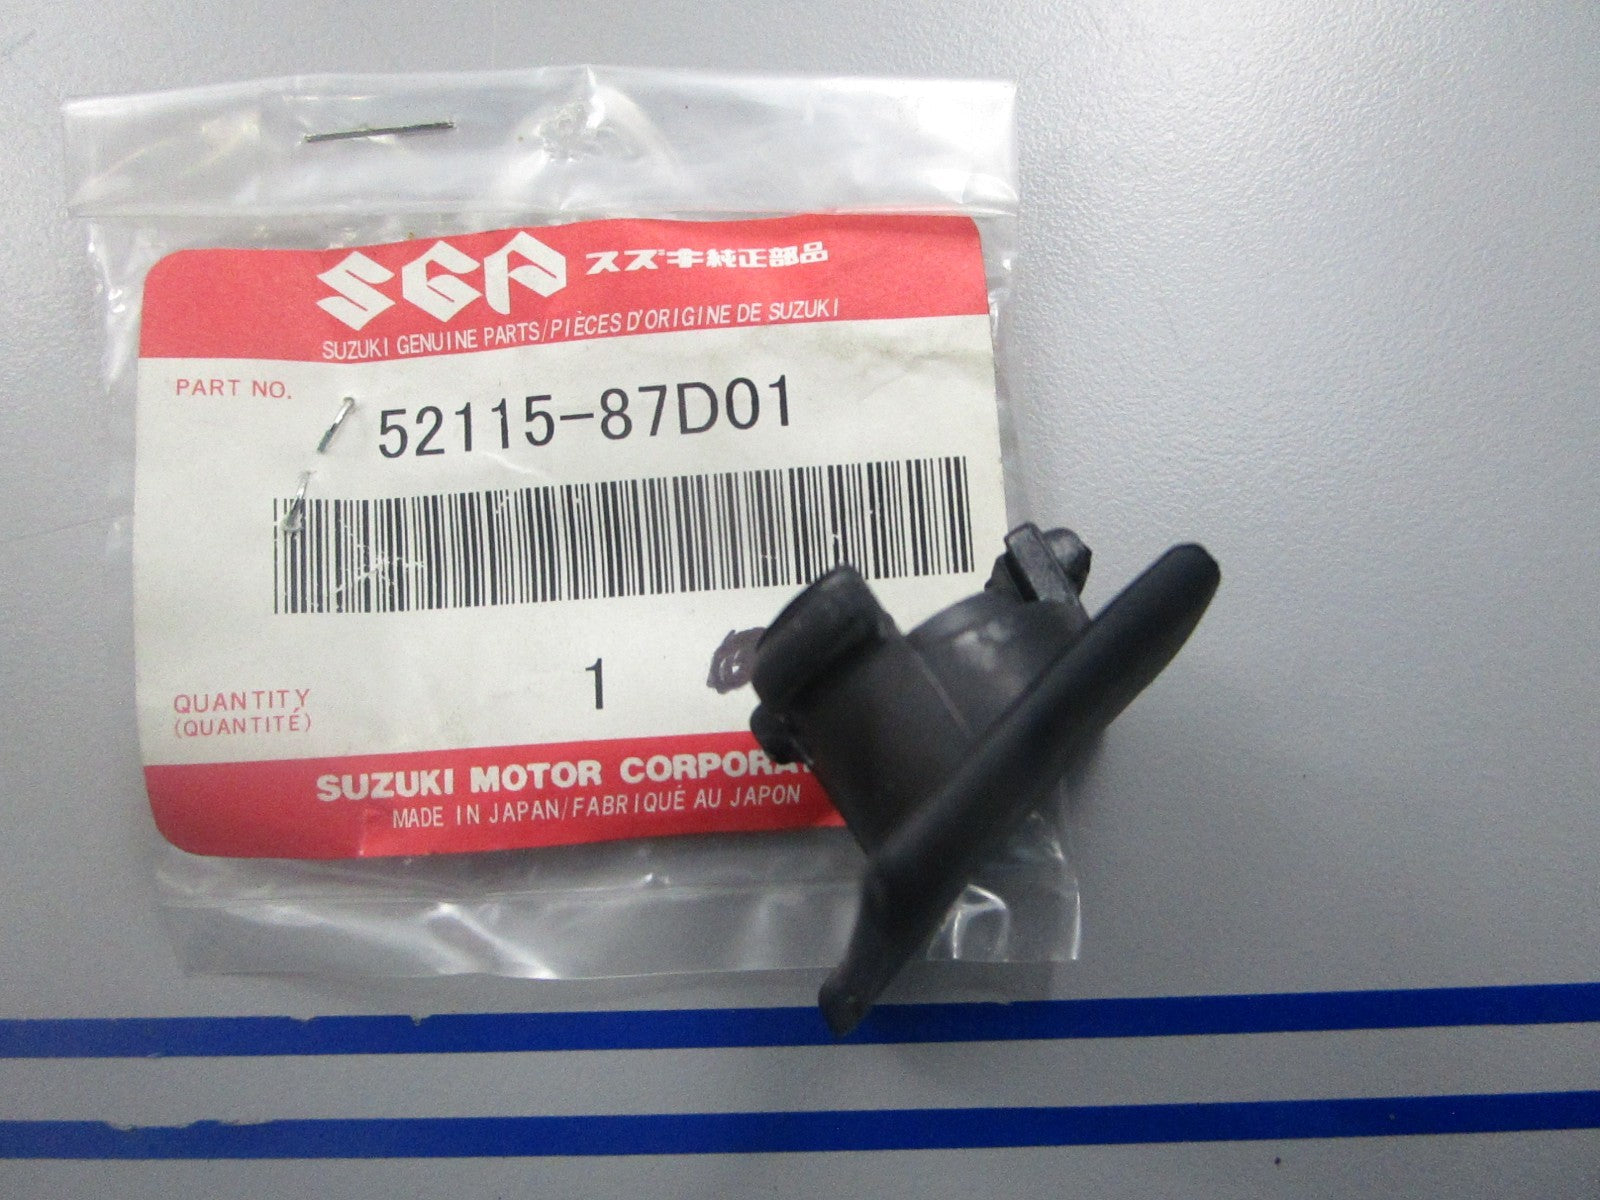 SGP スズキ純正部品
SUZUKI GENUINE PARTS/PIÈCES D'ORIGINE DE SUZUKI
PART NO.
52115-87D01
QUANTITY
(QUANTITÉ)
1
SUZUKI MOTOR
MADE IN JAPAN/FABRIQUÉ AU JAPON